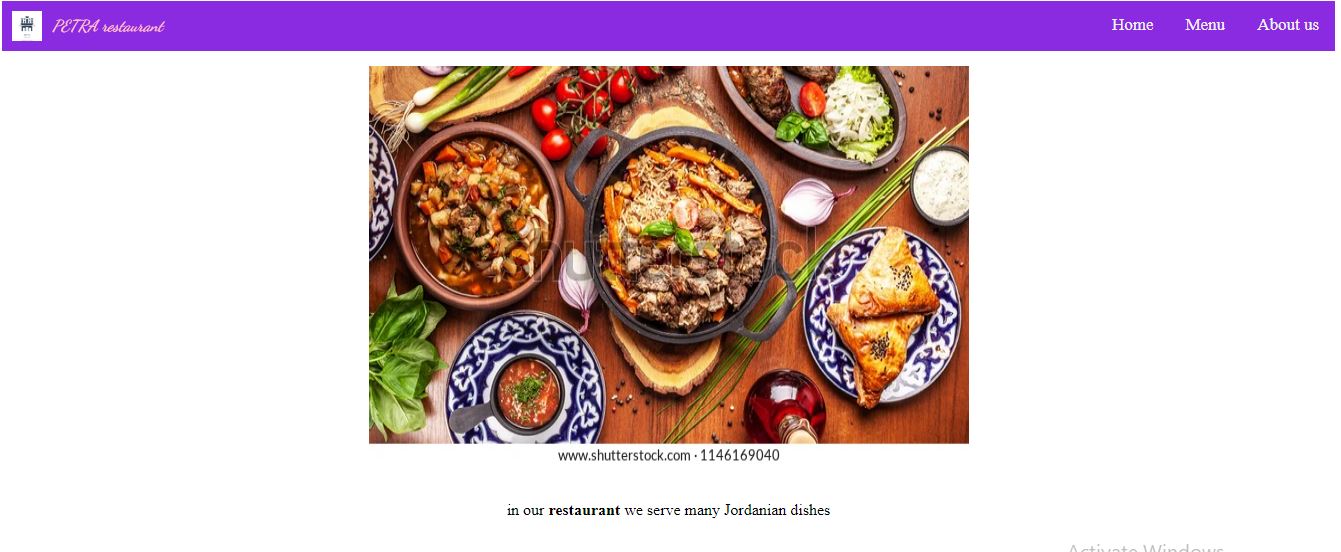 PETRA restaurant
Home Menu About us
shutterstock
www.shutterstock.com · 1146169040
in our restaurant we serve many Jordanian dishes
Activate Windows